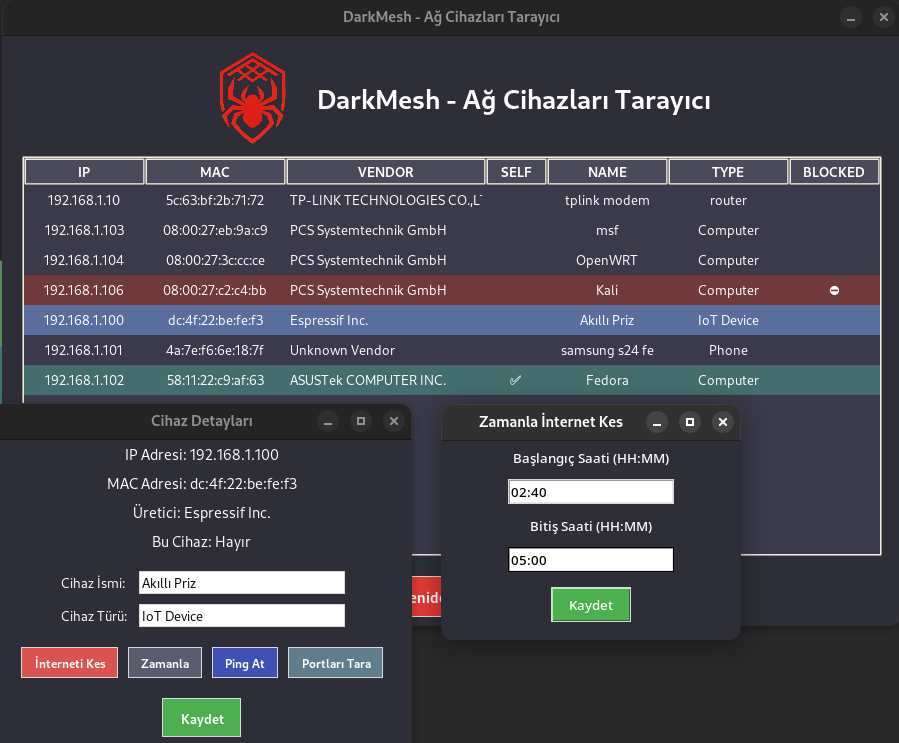 DarkMesh - Ağ Cihazları Tarayıcı
DarkMesh - Ağ Cihazları Tarayıcı
IP MAC VENDOR SELF NAME TYPE BLOCKED
192.168.1.10 5c:63:bf:2b:71:72 TP-LINK TECHNOLOGIES CO.,LT tplink modem router
192.168.1.103 08:00:27:eb:9a:c9 PCS Systemtechnik GmbH msf Computer
192.168.1.104 08:00:27:3c:cc:ce PCS Systemtechnik GmbH OpenWRT Computer
192.168.1.106 08:00:27:c2:c4:bb PCS Systemtechnik GmbH Kali Computer ⛔
192.168.1.100 dc:4f:22:be:fe:f3 Espressif Inc. Akıllı Priz IoT Device
192.168.1.101 4a:7e:f6:6e:18:7f Unknown Vendor samsung s24 fe Phone
192.168.1.102 58:11:22:c9:af:63 ASUSTek COMPUTER INC. ✅ Fedora Computer
Cihaz Detayları
IP Adresi: 192.168.1.100
MAC Adresi: dc:4f:22:be:fe:f3
Üretici: Espressif Inc.
Bu Cihaz: Hayır
Cihaz İsmi: Akıllı Priz
Cihaz Türü: IoT Device
İnterneti Kes Zamanla Ping At Portları Tara
Kaydet
Zamanla İnternet Kes
Başlangıç Saati (HH:MM)
02:40
Bitiş Saati (HH:MM)
05:00
Kaydet